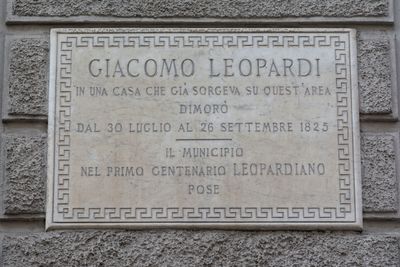 GIACOMO LEOPARDI
IN UNA CASA CHE GIÀ SORGEVA SU QUEST'AREA
DIMORÒ
DAL 30 LUGLIO AL 26 SETTEMBRE 1825
IL MUNICIPIO
NEL PRIMO CENTENARIO LEOPARDIANO
POSE